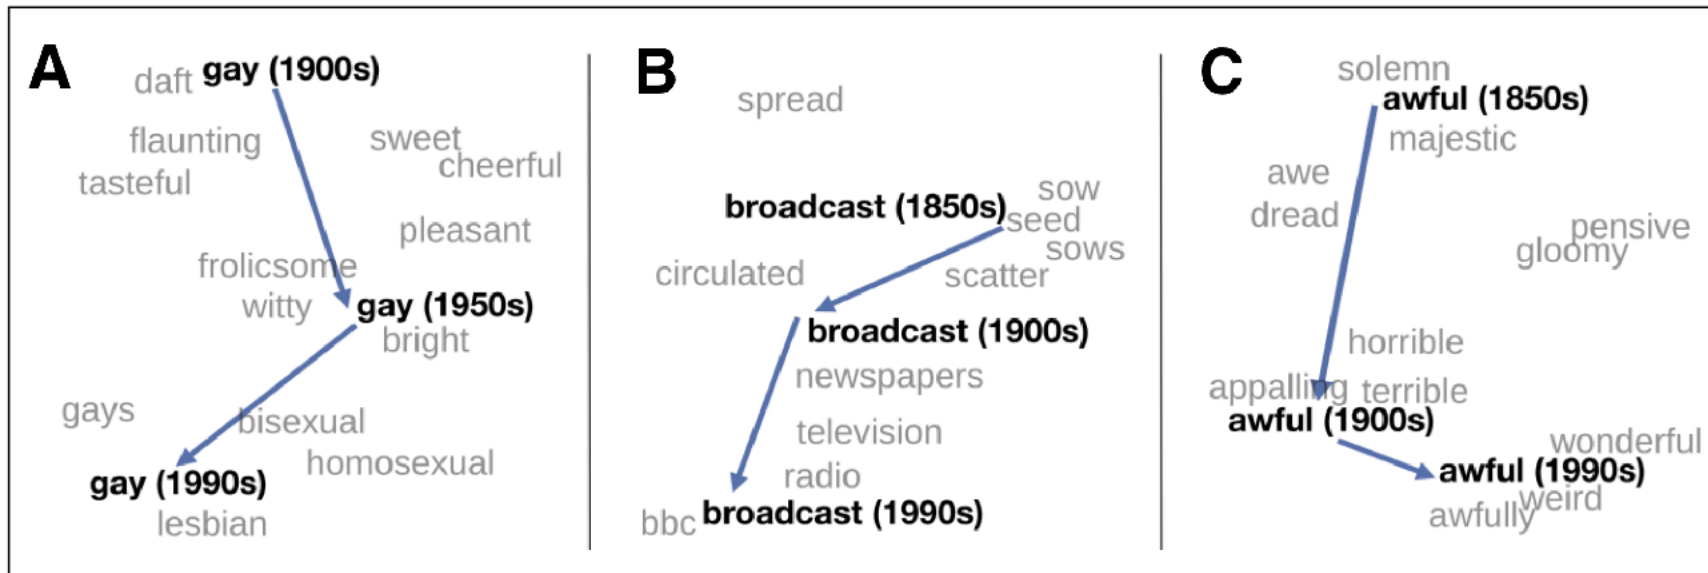 A
daft gay (1900s)
flaunting
sweet
cheerful
tasteful
pleasant
frolicsome
witty
gay (1950s)
bright
gays
bisexual
homosexual
gay (1990s)
lesbian
B
spread
broadcast (1850s)
sow
seed
sows
circulated
scatter
broadcast (1900s)
newspapers
television
radio
bbc broadcast (1990s)
C
solemn
awful (1850s)
majestic
awe
dread
pensive
gloomy
horrible
appalling terrible
awful (1900s)
wonderful
awful (1990s)
weird
awfully